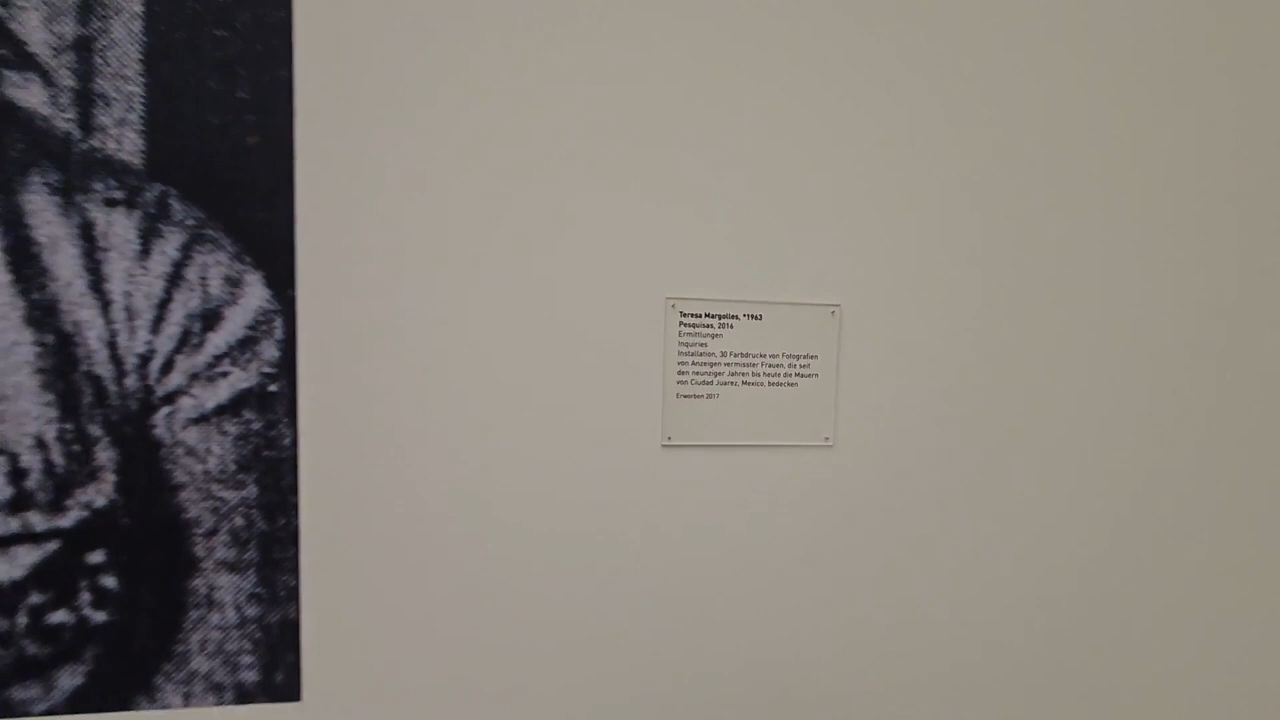 Teresa Margolles, *1963
Pesquisas, 2016
Ermittlungen
Inquiries
Installation, 30 Farbdrucke von Fotografien
von Anzeigen vermisster Frauen, die seit
den neunziger Jahren bis heute die Mauern
von Ciudad Juarez, Mexico, bedecken
Erworben 2017